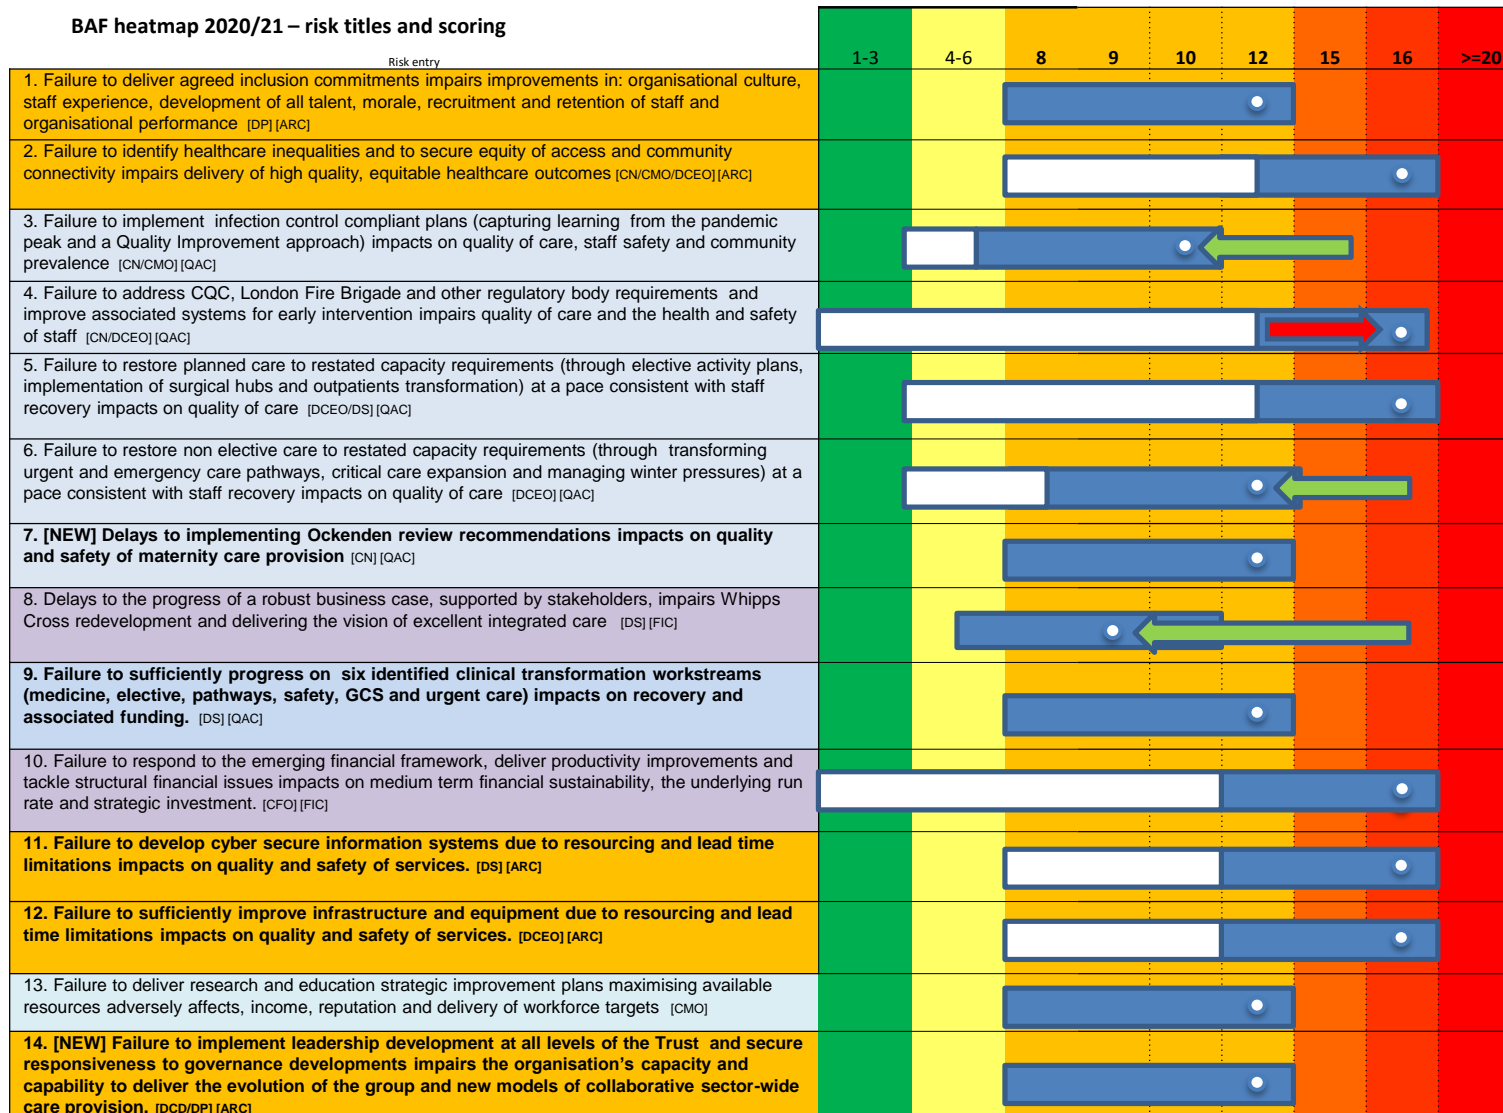 BAF heatmap 2020/21 – risk titles and scoring
Risk entry
1-3 4-6 8 9 10 12 15 16 >=20
1. Failure to deliver agreed inclusion commitments impairs improvements in: organisational culture,
staff experience, development of all talent, morale, recruitment and retention of staff and
organisational performance [DP] [ARC]
2. Failure to identify healthcare inequalities and to secure equity of access and community
connectivity impairs delivery of high quality, equitable healthcare outcomes [CN/CMO/DCEO] [ARC]
3. Failure to implement infection control compliant plans (capturing learning from the pandemic
peak and a Quality Improvement approach) impacts on quality of care, staff safety and community
prevalence [CN/CMO] [QAC]
4. Failure to address CQC, London Fire Brigade and other regulatory body requirements and
improve associated systems for early intervention impairs quality of care and the health and safety
of staff [CN/DCEO] [QAC]
5. Failure to restore planned care to restated capacity requirements (through elective activity plans,
implementation of surgical hubs and outpatients transformation) at a pace consistent with staff
recovery impacts on quality of care [DCEO/DS] [QAC]
6. Failure to restore non elective care to restated capacity requirements (through transforming
urgent and emergency care pathways, critical care expansion and managing winter pressures) at a
pace consistent with staff recovery impacts on quality of care [DCEO] [QAC]
7. [NEW] Delays to implementing Ockenden review recommendations impacts on quality
and safety of maternity care provision [CN] [QAC]
8. Delays to the progress of a robust business case, supported by stakeholders, impairs Whipps
Cross redevelopment and delivering the vision of excellent integrated care [DS] [FIC]
9. Failure to sufficiently progress on six identified clinical transformation workstreams
(medicine, elective, pathways, safety, GCS and urgent care) impacts on recovery and
associated funding. [DS] [QAC]
10. Failure to respond to the emerging financial framework, deliver productivity improvements and
tackle structural financial issues impacts on medium term financial sustainability, the underlying run
rate and strategic investment. [CFO] [FIC]
11. Failure to develop cyber secure information systems due to resourcing and lead time
limitations impacts on quality and safety of services. [DS] [ARC]
12. Failure to sufficiently improve infrastructure and equipment due to resourcing and lead
time limitations impacts on quality and safety of services. [DCEO] [ARC]
13. Failure to deliver research and education strategic improvement plans maximising available
resources adversely affects, income, reputation and delivery of workforce targets [CMO]
14. [NEW] Failure to implement leadership development at all levels of the Trust and secure
responsiveness to governance developments impairs the organisation's capacity and
capability to deliver the evolution of the group and new models of collaborative sector-wide
care provision. [DCD/DP] [ARC]